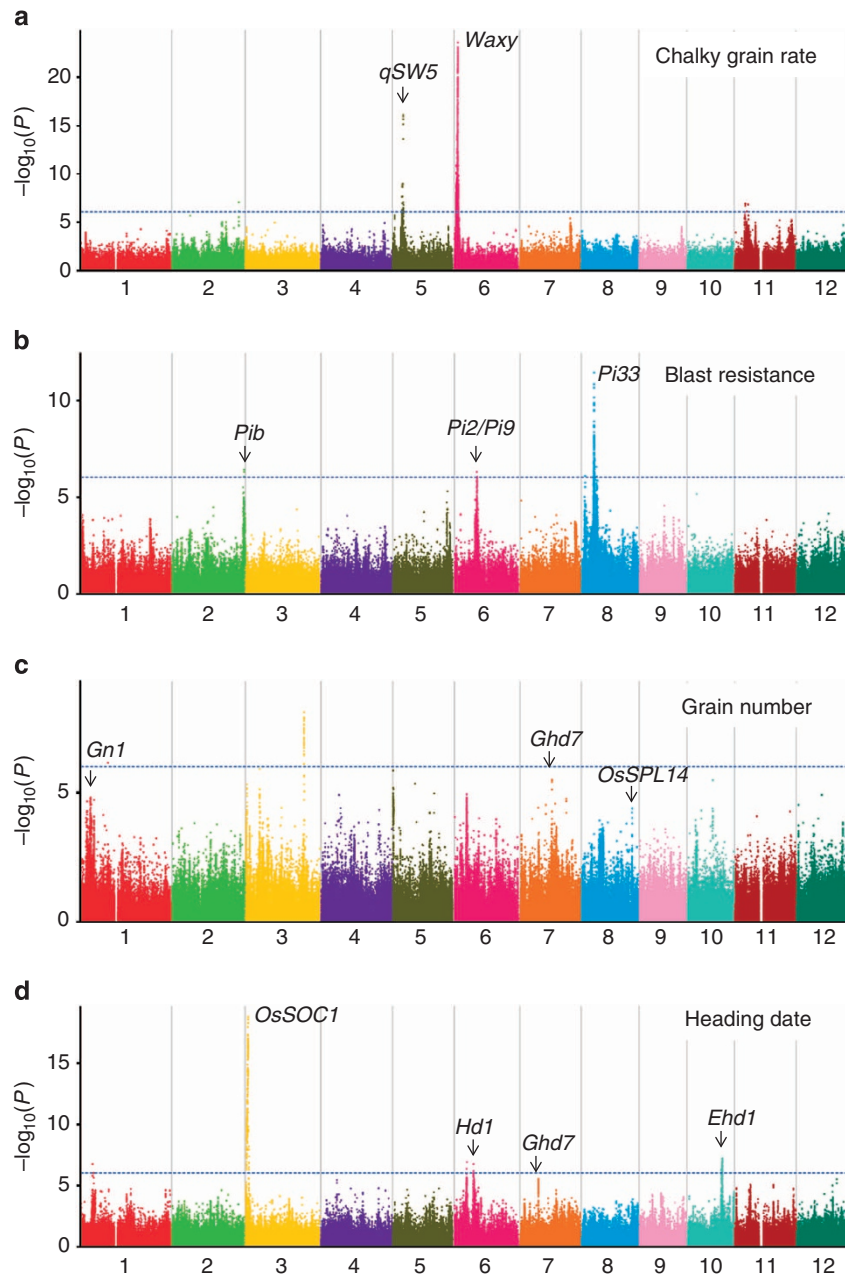 a
Waxy
Chalky grain rate
qSW5
20
15
10
5
0
−log10(P)
1 2 3 4 5 6 7 8 9 10 11 12
b
Pi33
Blast resistance
Pib
Pi2/Pi9
10
5
0
−log10(P)
1 2 3 4 5 6 7 8 9 10 11 12
c
Grain number
Gn1
Ghd7
OsSPL14
5
0
−log10(P)
1 2 3 4 5 6 7 8 9 10 11 12
d
OsSOC1
Heading date
Hd1
Ghd7
Ehd1
15
10
5
0
−log10(P)
1 2 3 4 5 6 7 8 9 10 11 12